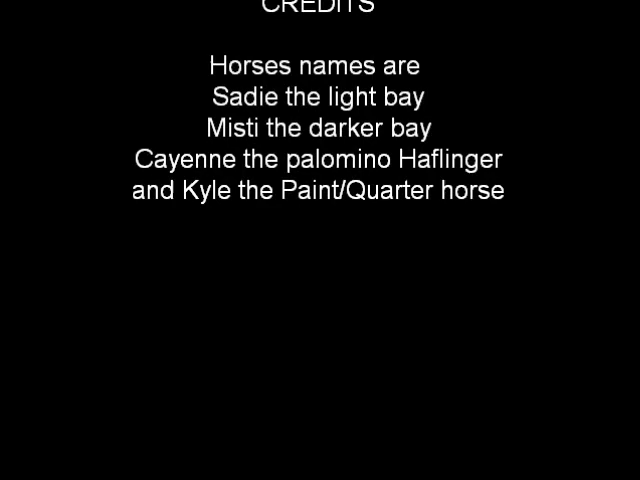 CREDITS
Horses names are
Sadie the light bay
Misti the darker bay
Cayenne the palomino Haflinger
and Kyle the Paint/Quarter horse